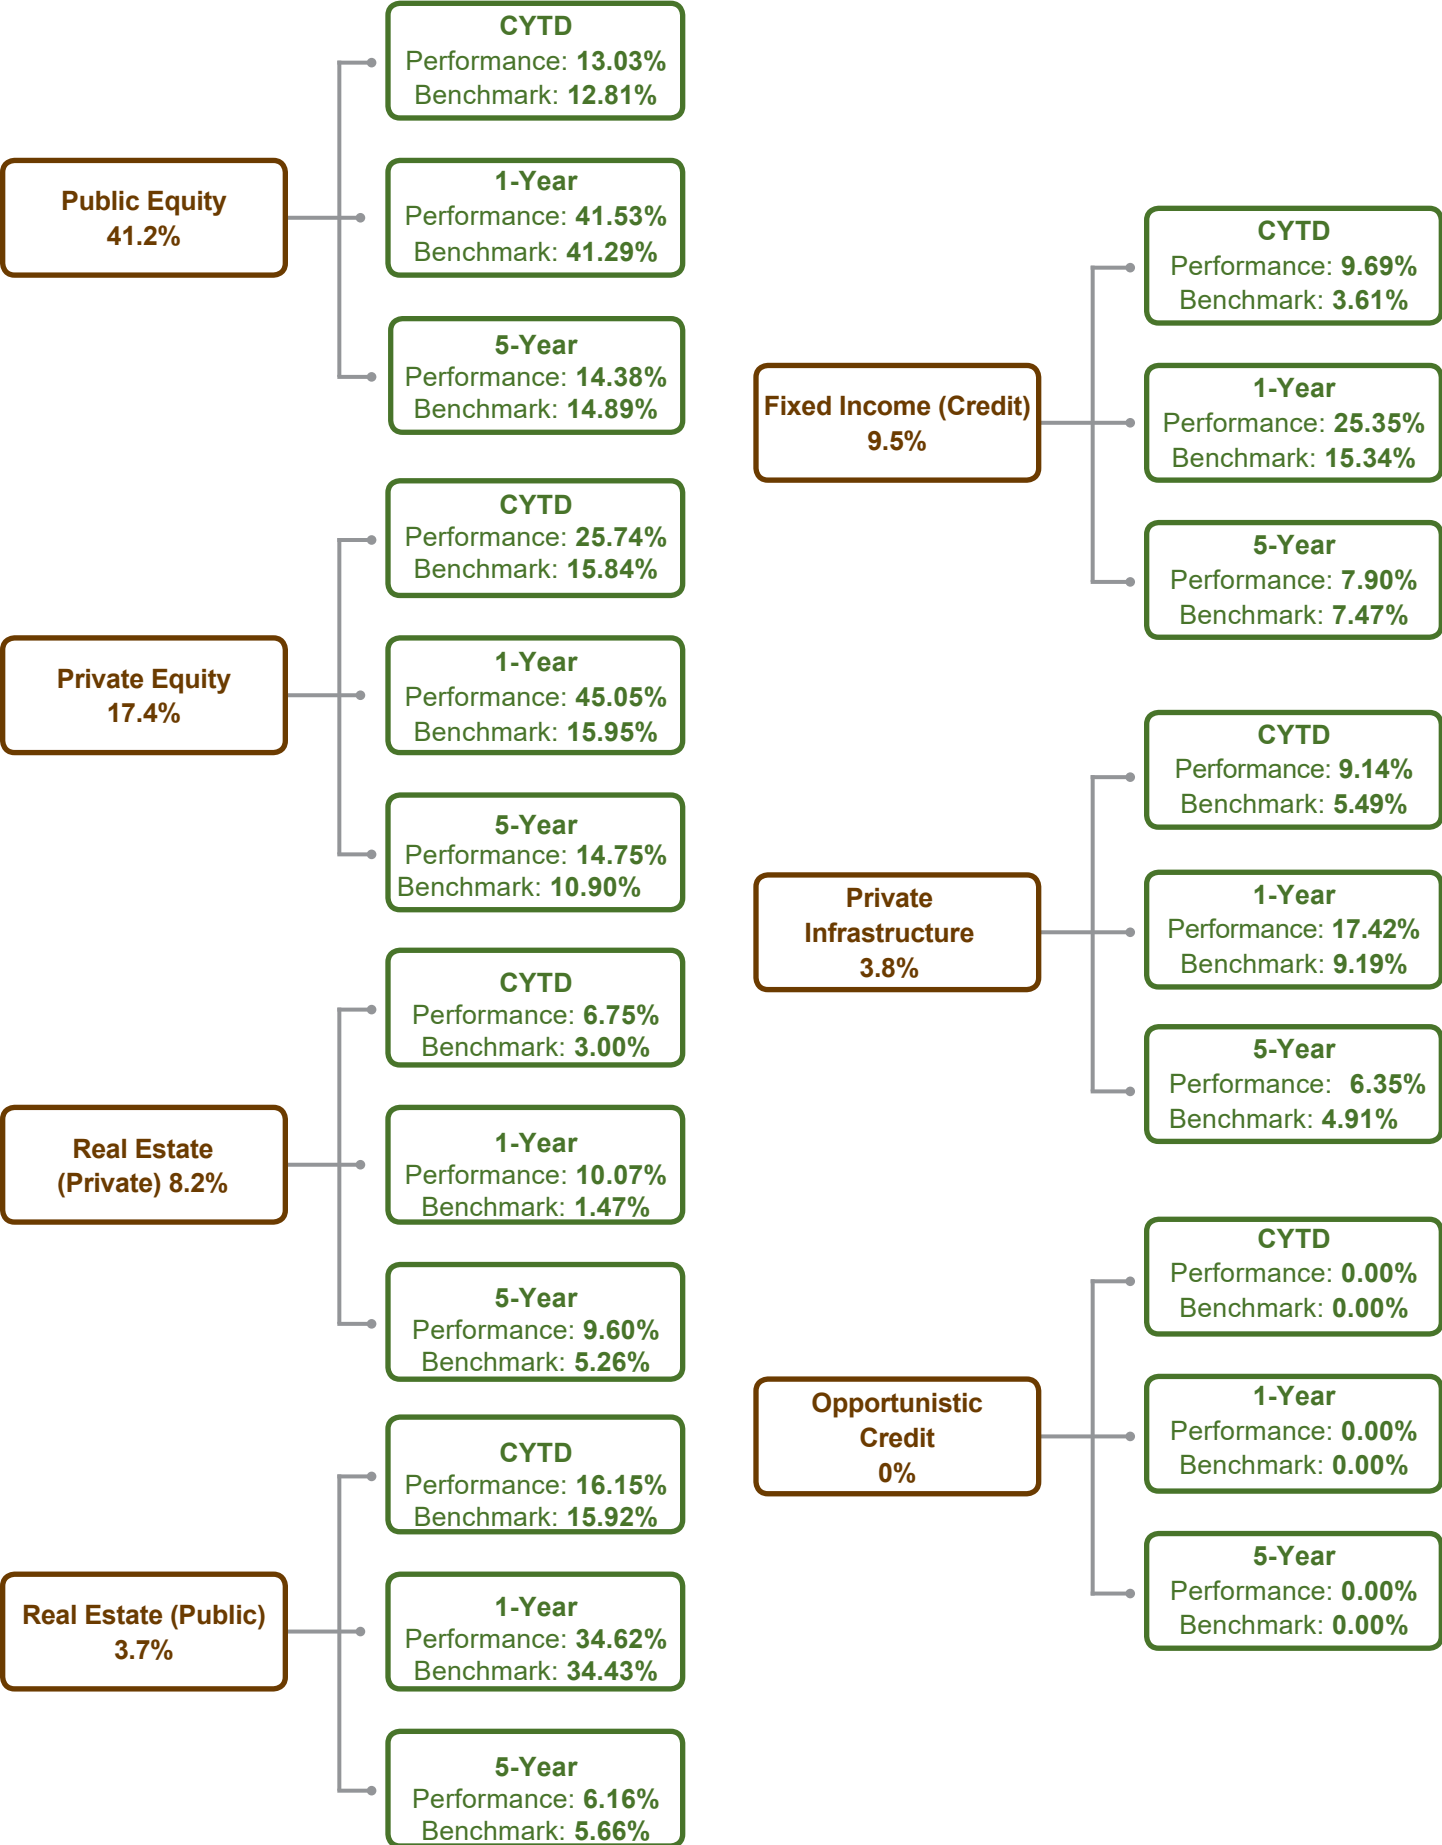 Public Equity
41.2%
CYTD
Performance: 13.03%
Benchmark: 12.81%
1-Year
Performance: 41.53%
Benchmark: 41.29%
5-Year
Performance: 14.38%
Benchmark: 14.89%
Private Equity
17.4%
CYTD
Performance: 25.74%
Benchmark: 15.84%
1-Year
Performance: 45.05%
Benchmark: 15.95%
5-Year
Performance: 14.75%
Benchmark: 10.90%
Real Estate
(Private) 8.2%
CYTD
Performance: 6.75%
Benchmark: 3.00%
1-Year
Performance: 10.07%
Benchmark: 1.47%
5-Year
Performance: 9.60%
Benchmark: 5.26%
Real Estate (Public)
3.7%
CYTD
Performance: 16.15%
Benchmark: 15.92%
1-Year
Performance: 34.62%
Benchmark: 34.43%
5-Year
Performance: 6.16%
Benchmark: 5.66%
Fixed Income (Credit)
9.5%
CYTD
Performance: 9.69%
Benchmark: 3.61%
1-Year
Performance: 25.35%
Benchmark: 15.34%
5-Year
Performance: 7.90%
Benchmark: 7.47%
Private
Infrastructure
3.8%
CYTD
Performance: 9.14%
Benchmark: 5.49%
1-Year
Performance: 17.42%
Benchmark: 9.19%
5-Year
Performance: 6.35%
Benchmark: 4.91%
Opportunistic
Credit
0%
CYTD
Performance: 0.00%
Benchmark: 0.00%
1-Year
Performance: 0.00%
Benchmark: 0.00%
5-Year
Performance: 0.00%
Benchmark: 0.00%